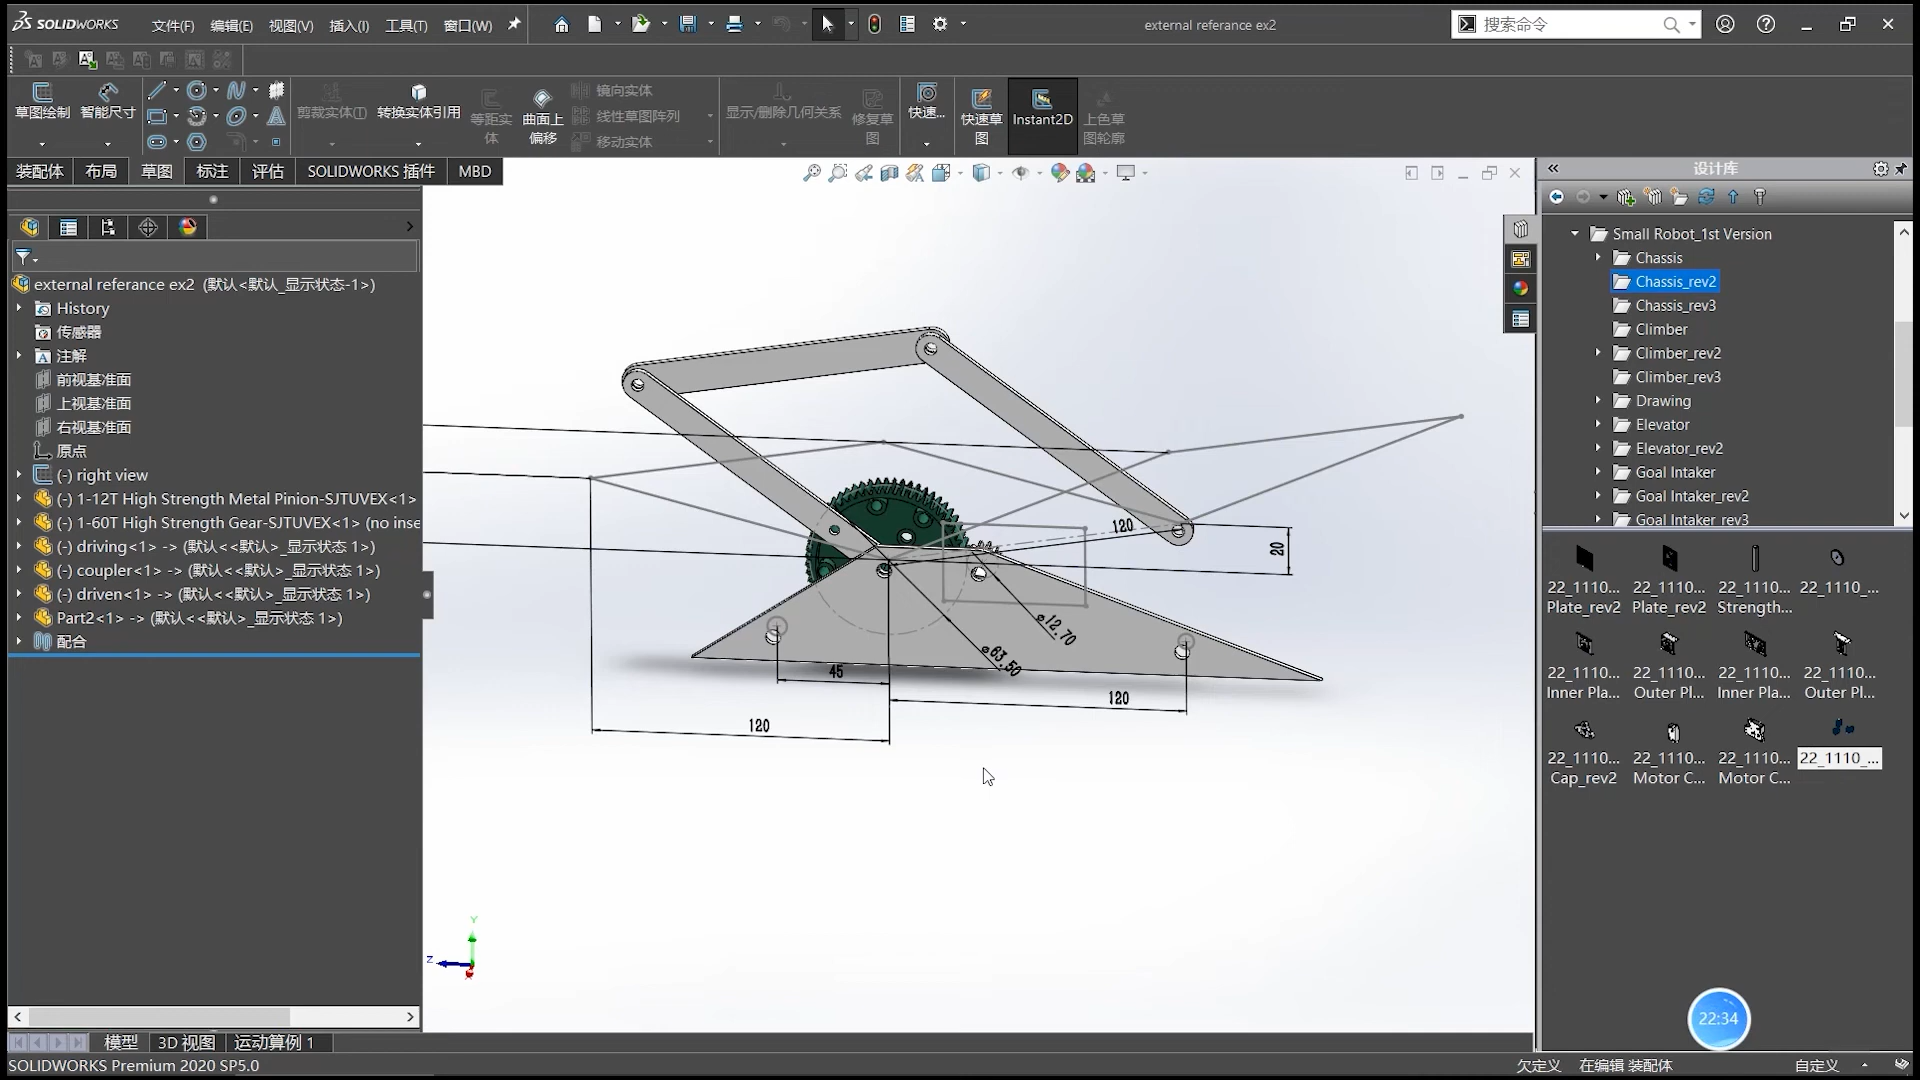 SOLIDWORKS 文件(F) 编辑(E) 视图(V) 插入(I) 工具(T) 窗口(W) external referance ex2 搜索命令
草图绘制 智能尺寸 剪裁实体(T) 转换实体引用 等距实体 曲面上偏移 镜向实体 线性草图阵列 移动实体 显示/删除几何关系 修复草图 快速... 快速草图 Instant2D 上色草图轮廓
装配体 布局 草图 标注 评估 SOLIDWORKS 插件 MBD
设计库
external referance ex2 (默认<默认_显示状态-1>)
History
传感器
注解
前视基准面
上视基准面
右视基准面
原点
(-) right view
(-) 1-12T High Strength Metal Pinion-SJTUVEX<1>
(-) 1-60T High Strength Gear-SJTUVEX<1> (no inse
(-) driving<1> -> (默认<<默认>_显示状态 1>)
(-) coupler<1> -> (默认<<默认>_显示状态 1>)
(-) driven<1> -> (默认<<默认>_显示状态 1>)
Part2<1> -> (默认<<默认>_显示状态 1>)
配合
120
20
ø12.70
ø63.50
45
120
120
Y
Z
Small Robot_1st Version
Chassis
Chassis_rev2
Chassis_rev3
Climber
Climber_rev2
Climber_rev3
Drawing
Elevator
Elevator_rev2
Goal Intaker
Goal Intaker_rev2
Goal Intaker_rev3
22_1110... 22_1110... 22_1110... 22_1110_...
Plate_rev2 Plate_rev2 Strength...
22_1110... 22_1110... 22_1110... 22_1110...
Inner Pla... Outer Pl... Inner Pla... Outer Pl...
22_1110... 22_1110... 22_1110... 22_1110_...
Cap_rev2 Motor C... Motor C...
22:34
模型 3D 视图 运动算例 1
SOLIDWORKS Premium 2020 SP5.0 欠定义 在编辑 装配体 自定义